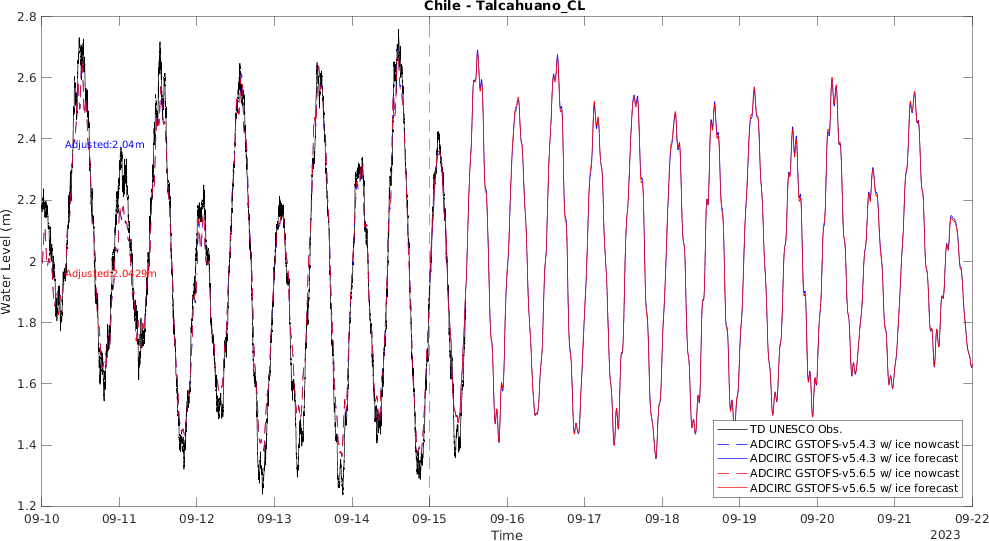 Chile - Talcahuano_CL
Water Level (m)
2.8
2.6
2.4
2.2
2
1.8
1.6
1.4
1.2
Adjusted:2.04m
Adjusted:2.0429m
TD UNESCO Obs.
ADCIRC GSTOFS-v5.4.3 w/ ice nowcast
ADCIRC GSTOFS-v5.4.3 w/ ice forecast
ADCIRC GSTOFS-v5.6.5 w/ ice nowcast
ADCIRC GSTOFS-v5.6.5 w/ ice forecast
09-10 09-11 09-12 09-13 09-14 09-15 09-16 09-17 09-18 09-19 09-20 09-21 09-22
Time
2023